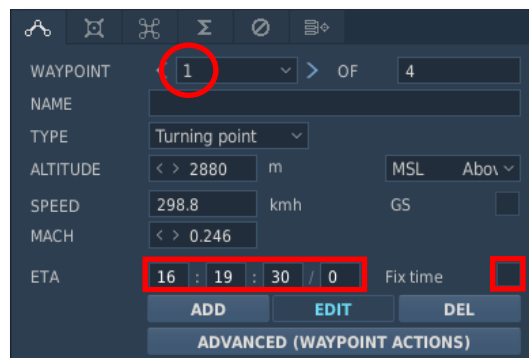 WAYPOINT < 1 > OF 4
NAME
TYPE Turning point
ALTITUDE < > 2880 m MSL
SPEED 298.8 kmh GS
MACH < > 0.246
ETA 16 : 19 : 30 / 0 Fix time
ADD EDIT DEL
ADVANCED (WAYPOINT ACTIONS)